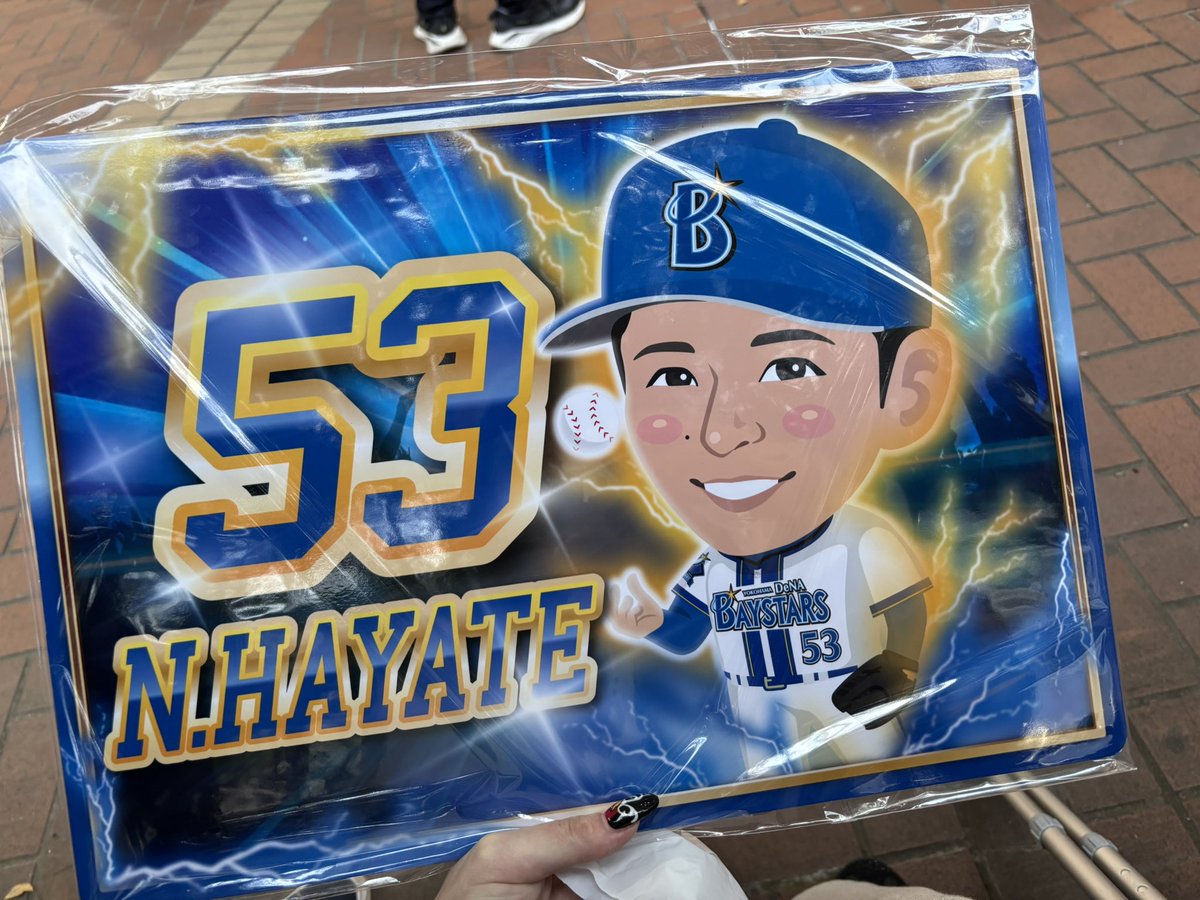 53
N.HAYATE
B
YOKOHAMA DeNA
BAYSTARS
53